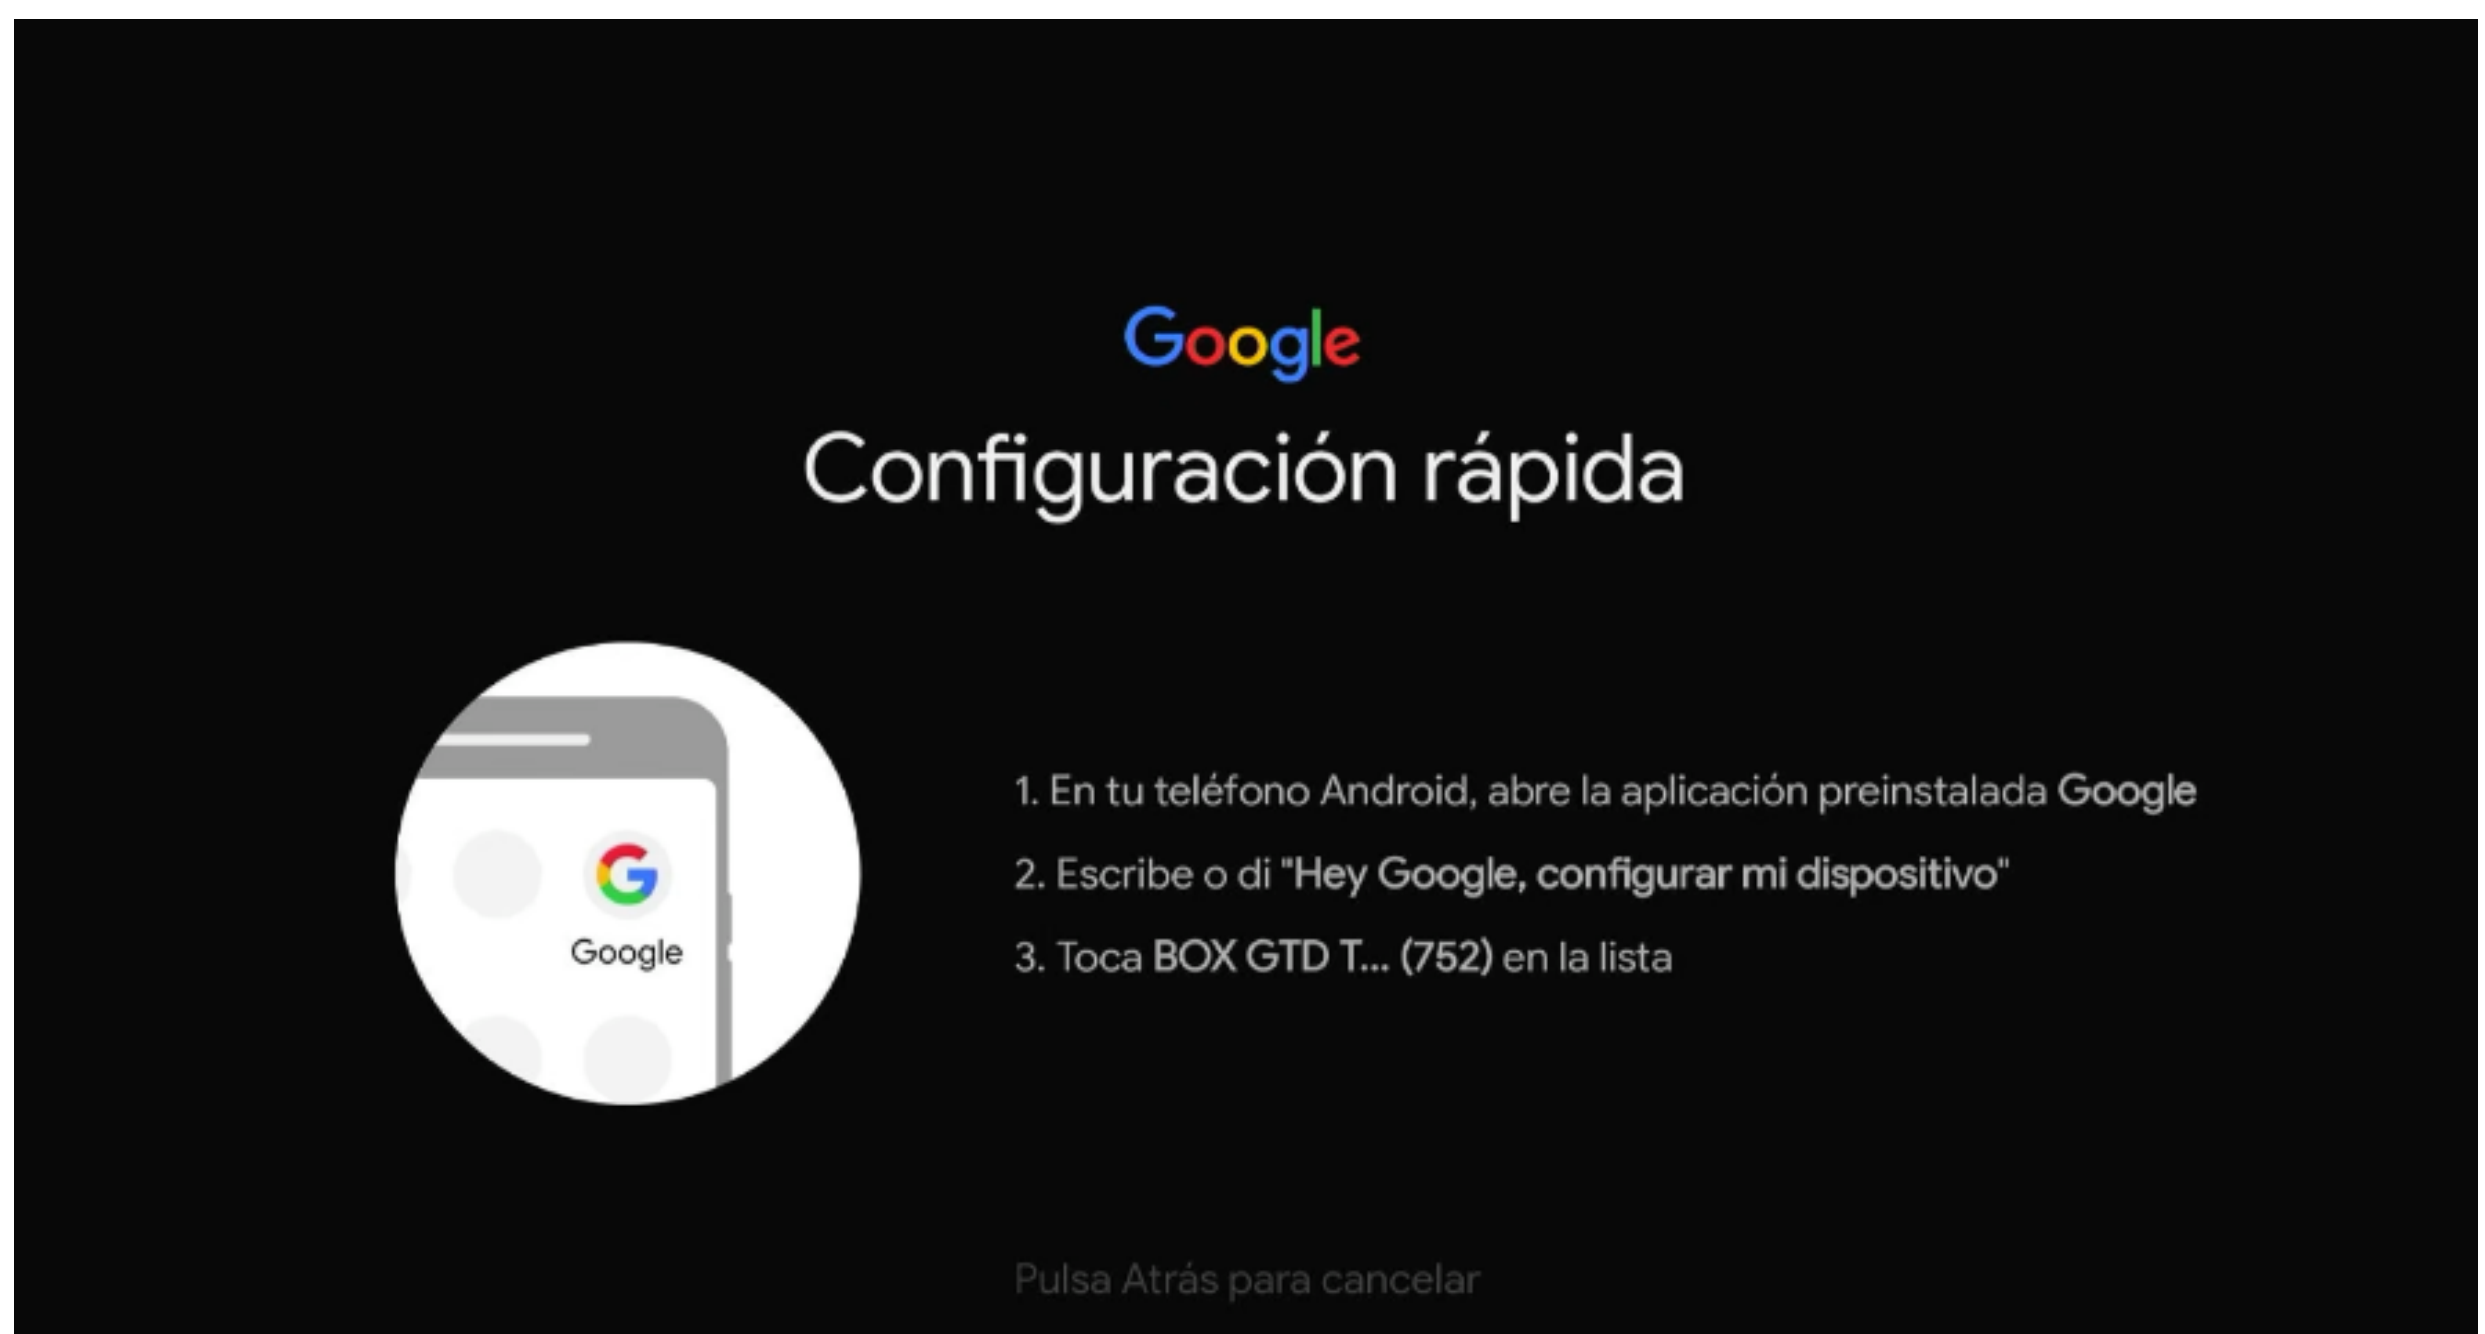 Google
Configuración rápida
Google
1. En tu teléfono Android, abre la aplicación preinstalada Google
2. Escribe o di "Hey Google, configurar mi dispositivo"
3. Toca BOX GTD T... (752) en la lista
Pulsa Atrás para cancelar